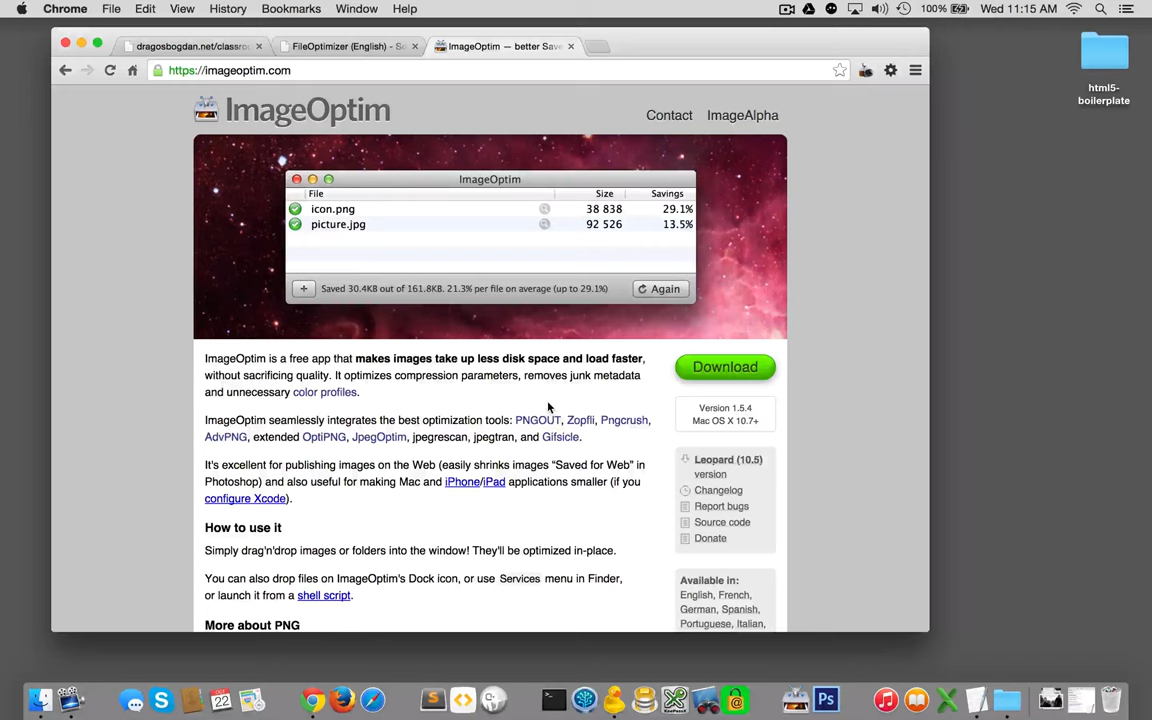 Chrome File Edit View History Bookmarks Window Help 100% Wed 11:15 AM
dragosbogdan.net/classro × FileOptimizer (English) - So × ImageOptim — better Save ×
https://imageoptim.com
html5-
boilerplate
ImageOptim
Contact ImageAlpha
ImageOptim
File Size Savings
icon.png 38 838 29.1%
picture.jpg 92 526 13.5%
+ Saved 30.4KB out of 161.8KB. 21.3% per file on average (up to 29.1%) Again
ImageOptim is a free app that makes images take up less disk space and load faster,
without sacrificing quality. It optimizes compression parameters, removes junk metadata
and unnecessary color profiles.
ImageOptim seamlessly integrates the best optimization tools: PNGOUT, Zopfli, Pngcrush,
AdvPNG, extended OptiPNG, JpegOptim, jpegrescan, jpegtran, and Gifsicle.
It's excellent for publishing images on the Web (easily shrinks images “Saved for Web” in
Photoshop) and also useful for making Mac and iPhone/iPad applications smaller (if you
configure Xcode).
How to use it
Simply drag'n'drop images or folders into the window! They'll be optimized in-place.
You can also drop files on ImageOptim's Dock icon, or use Services menu in Finder,
or launch it from a shell script.
More about PNG
Download
Version 1.5.4
Mac OS X 10.7+
Leopard (10.5)
version
Changelog
Report bugs
Source code
Donate
Available in:
English, French,
German, Spanish,
Portuguese, Italian,
OCT
22
Ps